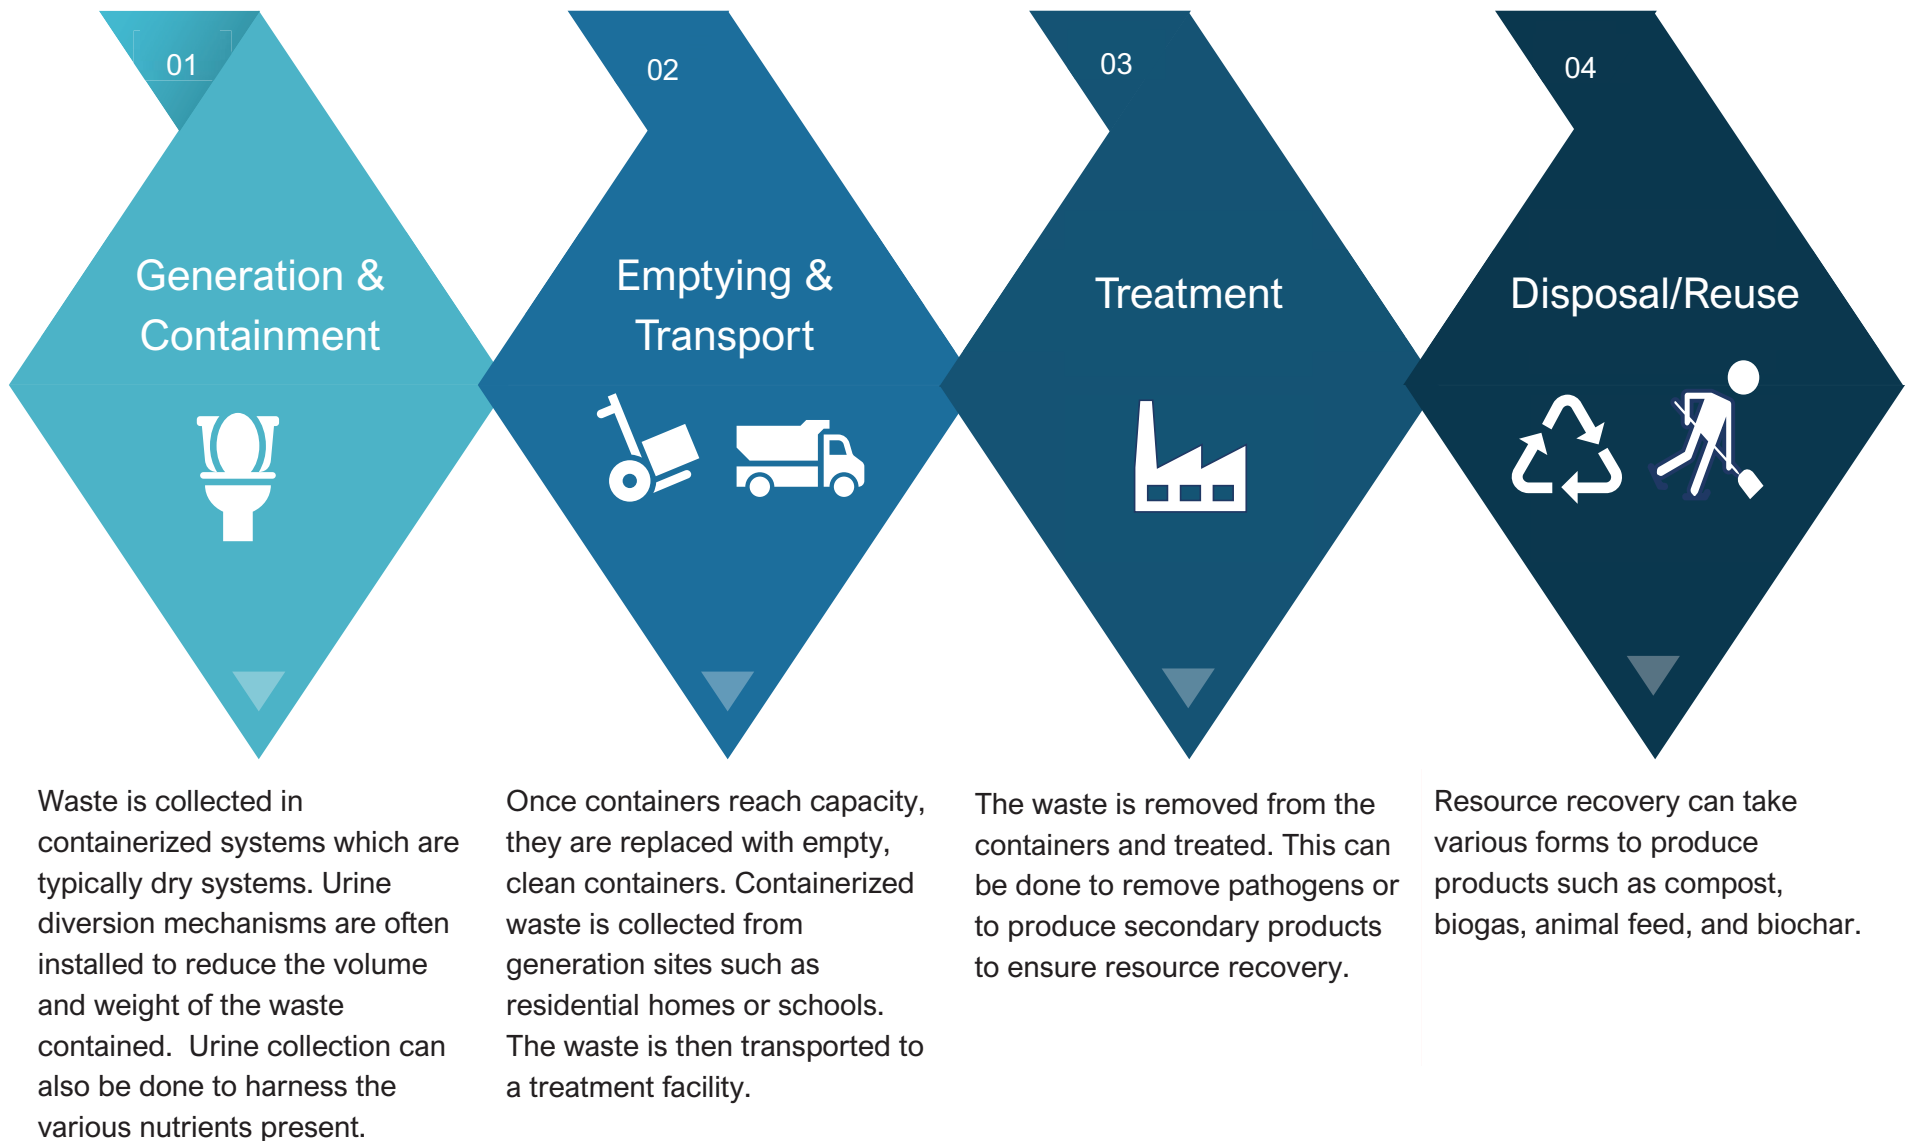 01
Generation &
Containment
Waste is collected in
containerized systems which are
typically dry systems. Urine
diversion mechanisms are often
installed to reduce the volume
and weight of the waste
contained.  Urine collection can
also be done to harness the
various nutrients present.
02
Emptying &
Transport
Once containers reach capacity,
they are replaced with empty,
clean containers. Containerized
waste is collected from
generation sites such as
residential homes or schools.
The waste is then transported to
a treatment facility.
03
Treatment
The waste is removed from the
containers and treated. This can
be done to remove pathogens or
to produce secondary products
to ensure resource recovery.
04
Disposal/Reuse
Resource recovery can take
various forms to produce
products such as compost,
biogas, animal feed, and biochar.